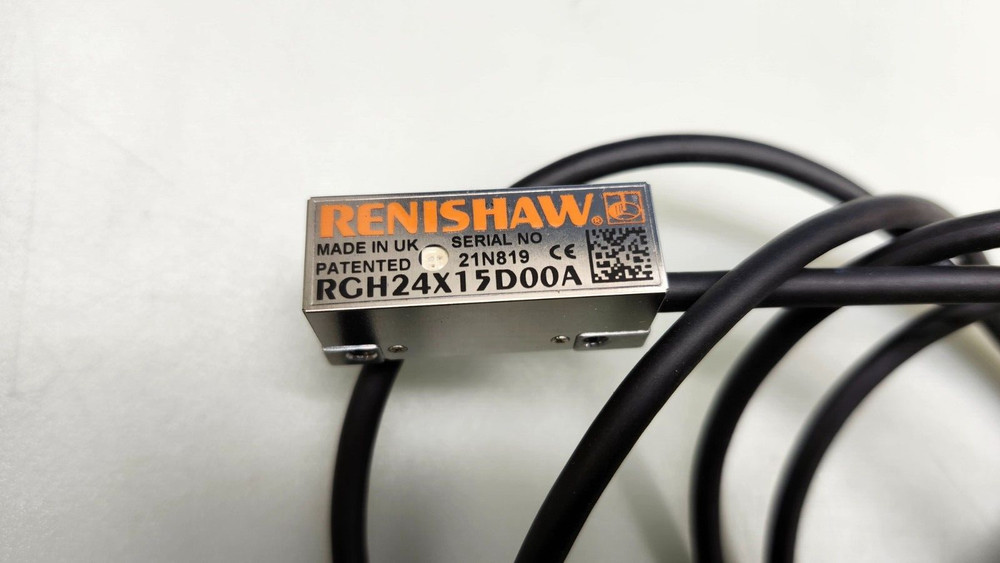 RENISHAW®
MADE IN UK SERIAL NO
PATENTED 21N819 CE
RGH24X15D00A